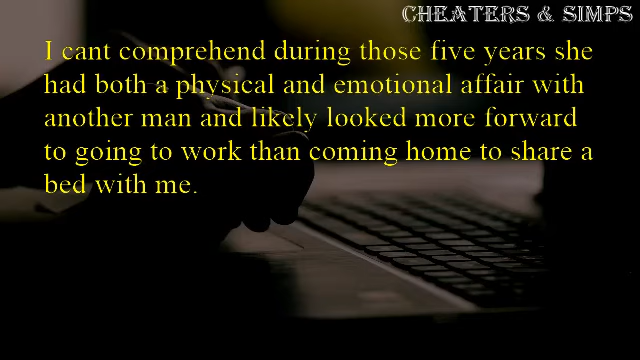 CHEATERS & SIMPS
I cant comprehend during those five years she
had both a physical and emotional affair with
another man and likely looked more forward
to going to work than coming home to share a
bed with me.